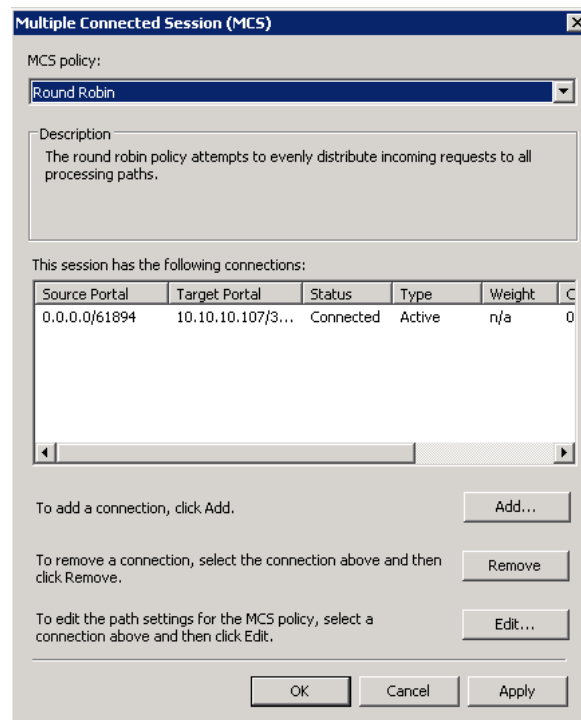 Multiple Connected Session (MCS)
MCS policy:
Round Robin
Description
The round robin policy attempts to evenly distribute incoming requests to all
processing paths.
This session has the following connections:
Source Portal Target Portal Status Type Weight C
0.0.0.0/61894 10.10.10.107/3... Connected Active n/a 0
To add a connection, click Add.
Add...
To remove a connection, select the connection above and then
click Remove.
Remove
To edit the path settings for the MCS policy, select a
connection above and then click Edit.
Edit...
OK Cancel Apply